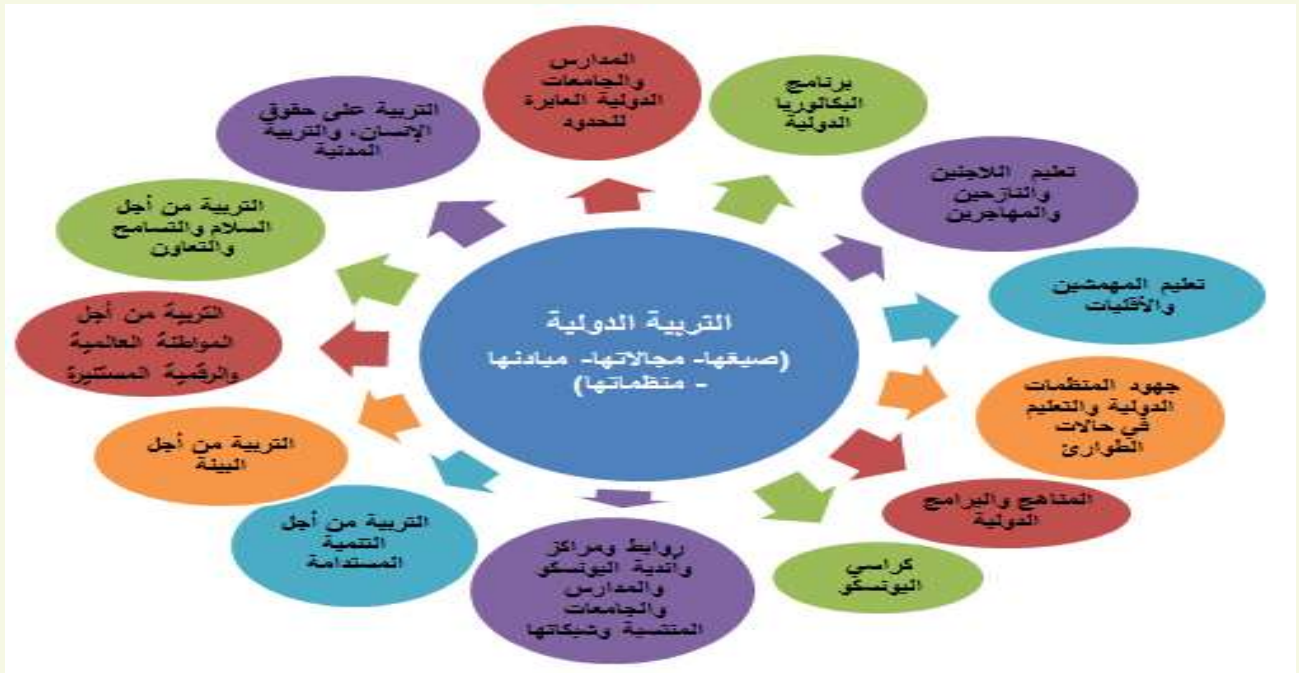 التربية الدولية
(صيغها- مجالاتها- ميادنها
- منظماتها)
المدارس
والجامعات
الدولية العابرة
للحدود
برنامج
البكالوريا
الدولية
تعليم اللاجئين
والنازحين
والمهاجرين
تعليم المهمشين
والأقليات
جهود المنظمات
الدولية والتعليم
في حالات
الطوارئ
المناهج والبرامج
الدولية
كراسي
اليونسكو
روابط ومراكز
وأندية اليونسكو
والمدارس
والجامعات
المنتسبة وشبكاتها
التربية من أجل
التنمية
المستدامة
التربية من أجل
البيئة
التربية من أجل
المواطنة العالمية
والرقمية المستنيرة
التربية من أجل
السلام والتسامح
والتعاون
التربية على حقوق
الإنسان، والتربية
المدنية